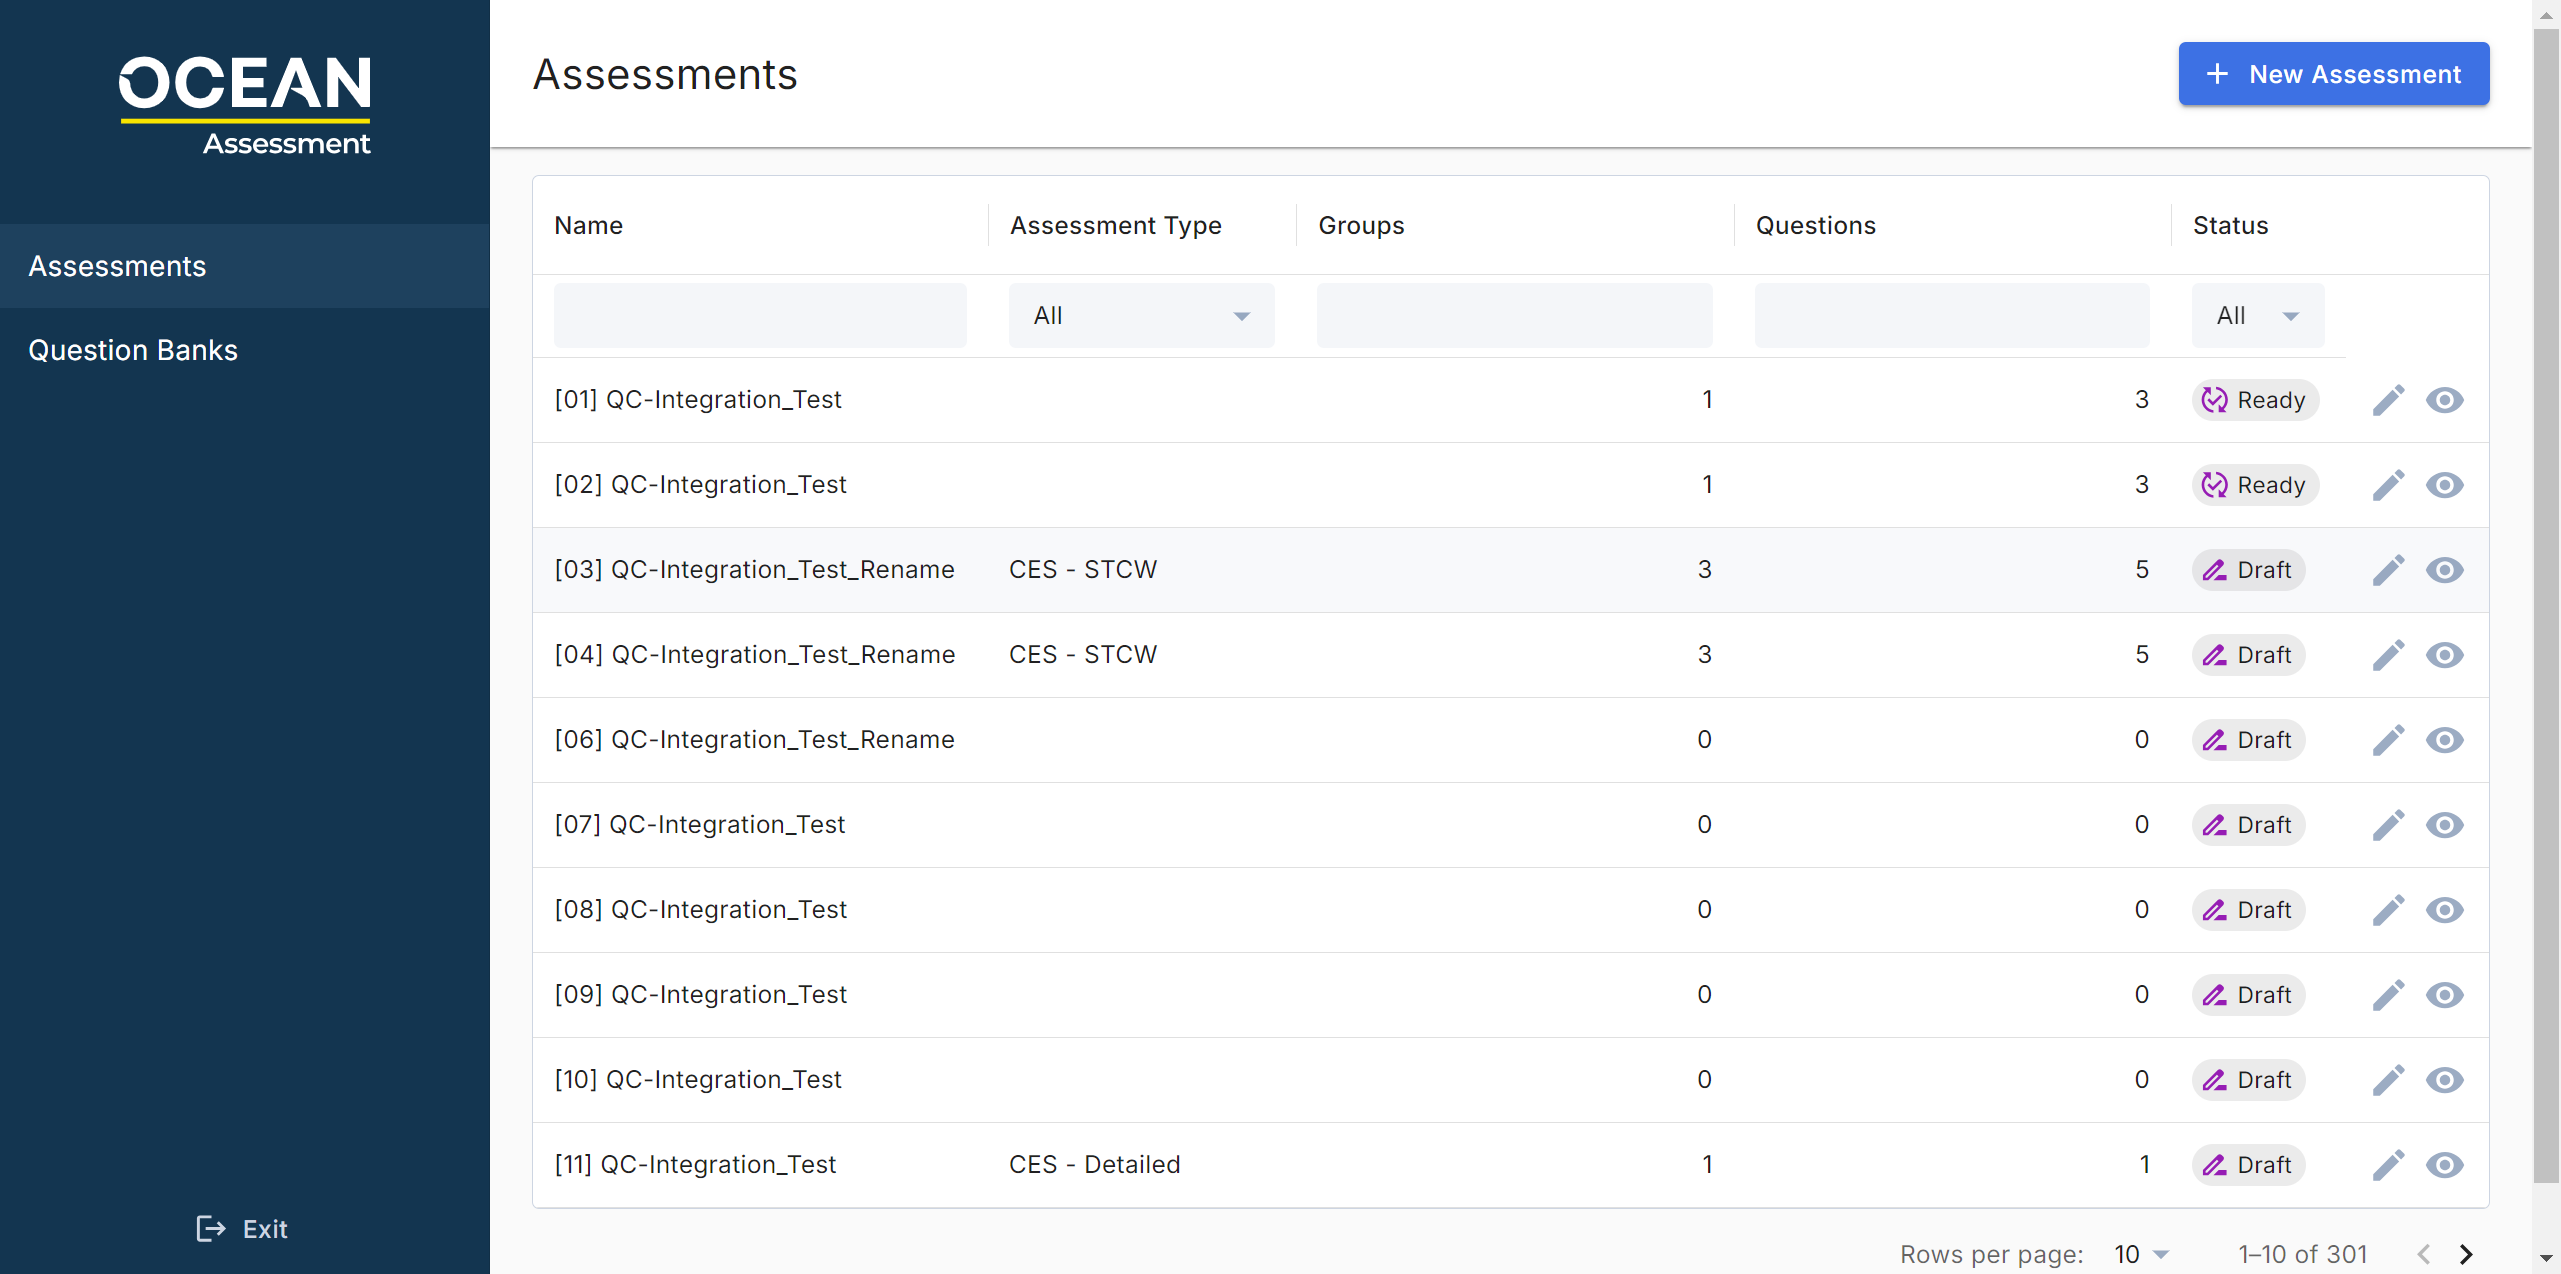 OCEAN
Assessment
Assessments
Question Banks
Exit
Assessments
New Assessment
Name Assessment Type Groups Questions Status
All All
[01] QC-Integration_Test 1 3 Ready
[02] QC-Integration_Test 1 3 Ready
[03] QC-Integration_Test_Rename CES - STCW 3 5 Draft
[04] QC-Integration_Test_Rename CES - STCW 3 5 Draft
[06] QC-Integration_Test_Rename 0 0 Draft
[07] QC-Integration_Test 0 0 Draft
[08] QC-Integration_Test 0 0 Draft
[09] QC-Integration_Test 0 0 Draft
[10] QC-Integration_Test 0 0 Draft
[11] QC-Integration_Test CES - Detailed 1 1 Draft
Rows per page: 10 1–10 of 301